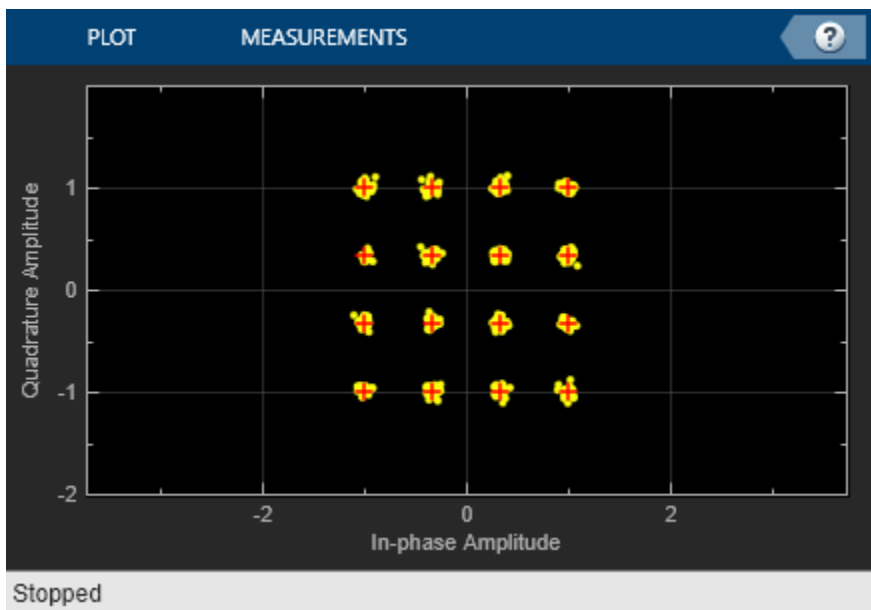 PLOT MEASUREMENTS ?
Quadrature Amplitude
1
0
-1
-2
-2 0 2
In-phase Amplitude
Stopped